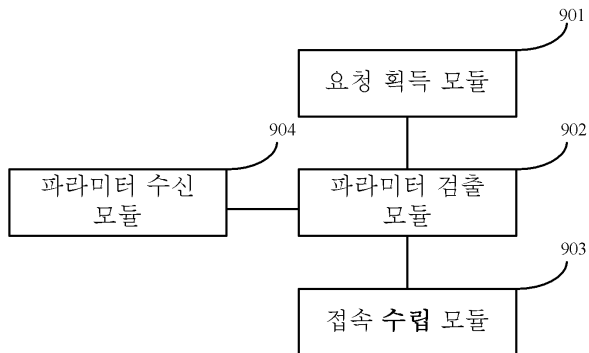 901
요청 획득 모듈
904
902
파라미터 수신
모듈
파라미터 검출
모듈
903
접속 수립 모듈